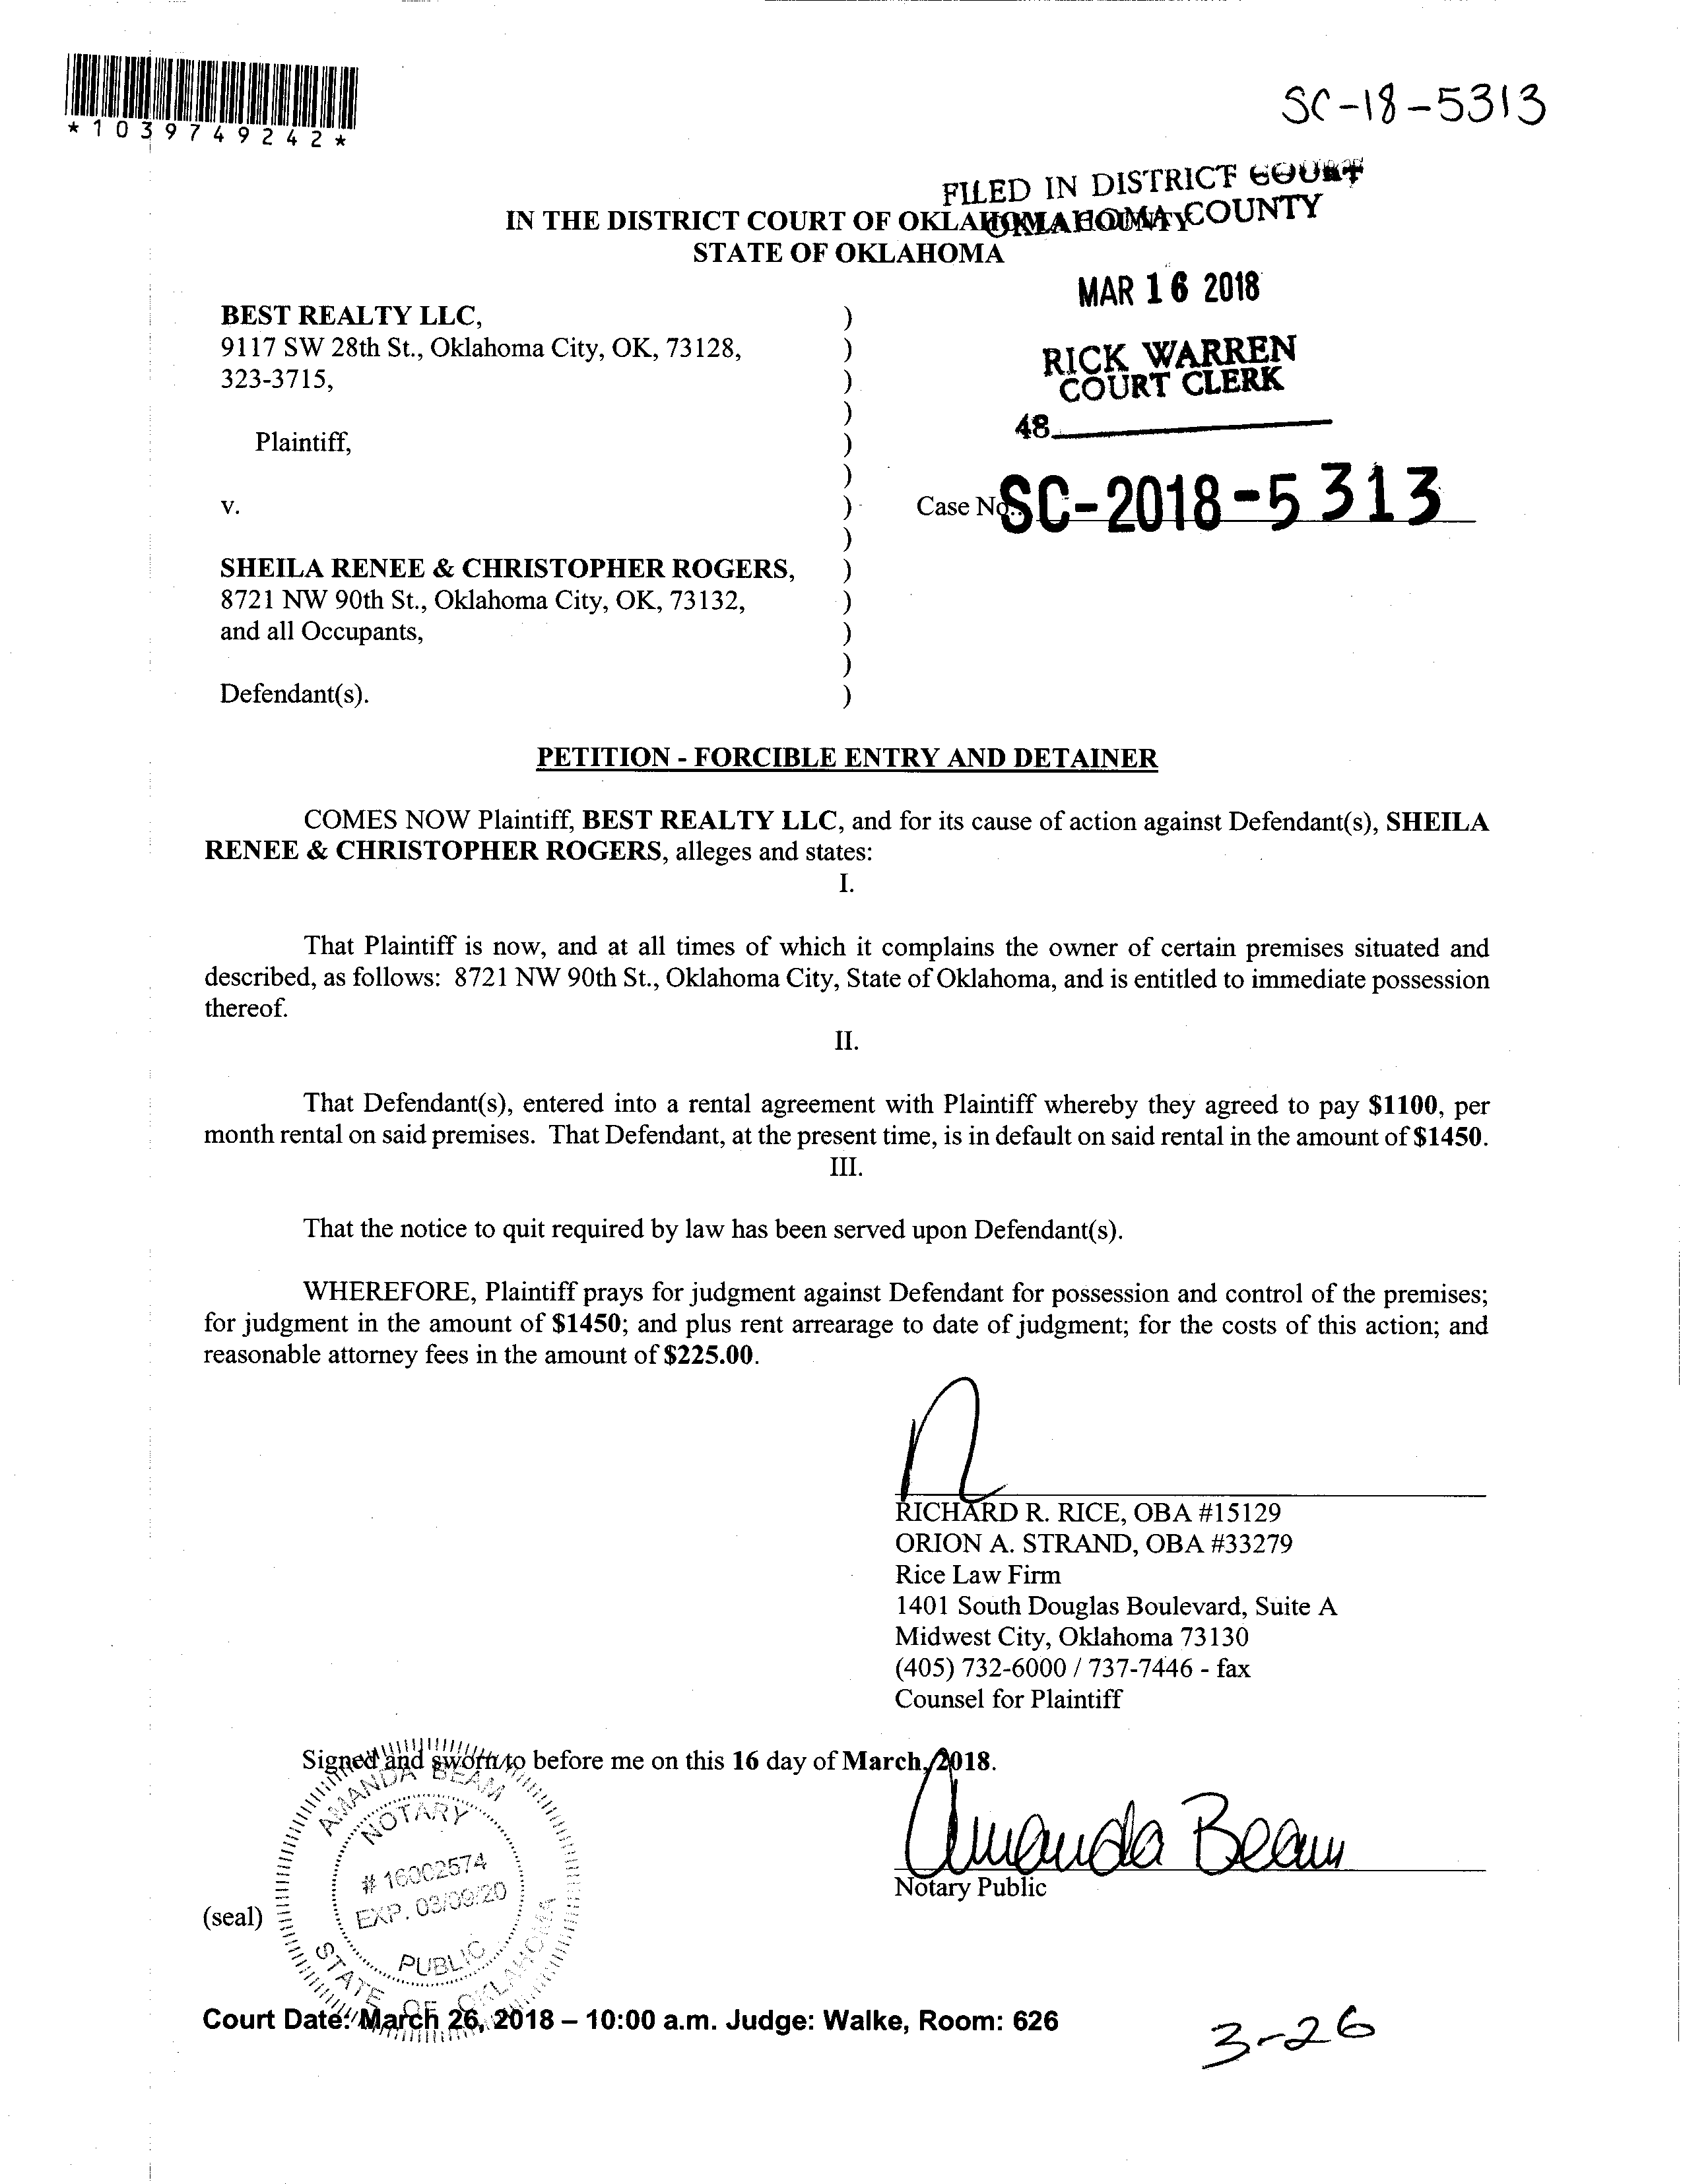 *1039749242*
SC-18-5313
FILED IN DISTRICT COURT
OKLAHOMA COUNTY
IN THE DISTRICT COURT OF OKLAHOMA COUNTY
STATE OF OKLAHOMA
MAR 16 2018
RICK WARREN
COURT CLERK
48
BEST REALTY LLC, )
9117 SW 28th St., Oklahoma City, OK, 73128, )
323-3715, )
)
Plaintiff, )
)
v. ) Case No.: SC-2018-5313
)
SHEILA RENEE & CHRISTOPHER ROGERS, )
8721 NW 90th St., Oklahoma City, OK, 73132, )
and all Occupants, )
)
Defendant(s). )
PETITION - FORCIBLE ENTRY AND DETAINER
COMES NOW Plaintiff, BEST REALTY LLC, and for its cause of action against Defendant(s), SHEILA
RENEE & CHRISTOPHER ROGERS, alleges and states:
I.
That Plaintiff is now, and at all times of which it complains the owner of certain premises situated and
described, as follows: 8721 NW 90th St., Oklahoma City, State of Oklahoma, and is entitled to immediate possession
thereof.
II.
That Defendant(s), entered into a rental agreement with Plaintiff whereby they agreed to pay $1100, per
month rental on said premises. That Defendant, at the present time, is in default on said rental in the amount of $1450.
III.
That the notice to quit required by law has been served upon Defendant(s).
WHEREFORE, Plaintiff prays for judgment against Defendant for possession and control of the premises;
for judgment in the amount of $1450; and plus rent arrearage to date of judgment; for the costs of this action; and
reasonable attorney fees in the amount of $225.00.
RICHARD R. RICE, OBA #15129
ORION A. STRAND, OBA #33279
Rice Law Firm
1401 South Douglas Boulevard, Suite A
Midwest City, Oklahoma 73130
(405) 732-6000 / 737-7446 - fax
Counsel for Plaintiff
Signed and sworn to before me on this 16 day of March, 2018.
Amanda Beam
Notary Public
(seal)
AMANDA BEAM
NOTARY
# 16002574
EXP. 03/09/20
PUBLIC
STATE OF OKLAHOMA
Court Date: March 26, 2018 – 10:00 a.m. Judge: Walke, Room: 626
3-26